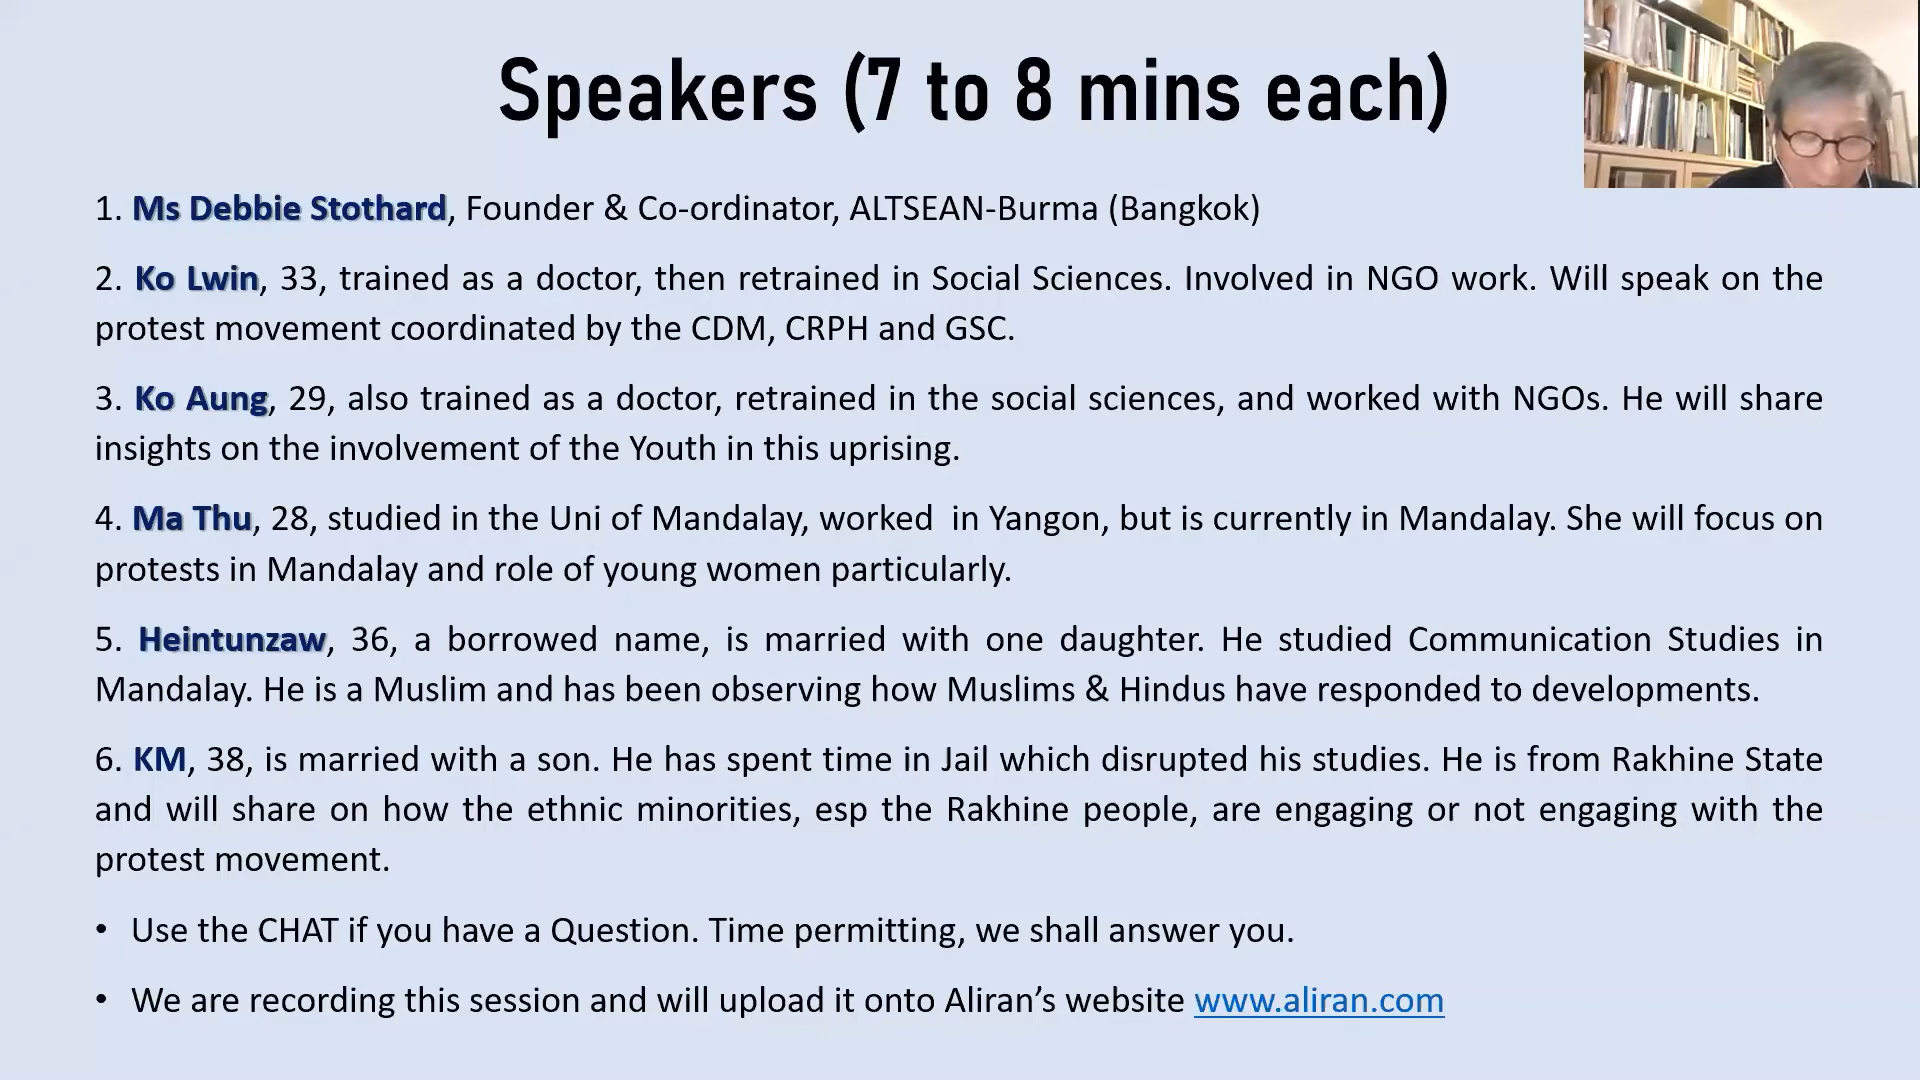 Speakers (7 to 8 mins each)
1. Ms Debbie Stothard, Founder & Co-ordinator, ALTSEAN-Burma (Bangkok)
2. Ko Lwin, 33, trained as a doctor, then retrained in Social Sciences. Involved in NGO work. Will speak on the
protest movement coordinated by the CDM, CRPH and GSC.
3. Ko Aung, 29, also trained as a doctor, retrained in the social sciences, and worked with NGOs. He will share
insights on the involvement of the Youth in this uprising.
4. Ma Thu, 28, studied in the Uni of Mandalay, worked  in Yangon, but is currently in Mandalay. She will focus on
protests in Mandalay and role of young women particularly.
5. Heintunzaw, 36, a borrowed name, is married with one daughter. He studied Communication Studies in
Mandalay. He is a Muslim and has been observing how Muslims & Hindus have responded to developments.
6. KM, 38, is married with a son. He has spent time in Jail which disrupted his studies. He is from Rakhine State
and will share on how the ethnic minorities, esp the Rakhine people, are engaging or not engaging with the
protest movement.
• Use the CHAT if you have a Question. Time permitting, we shall answer you.
• We are recording this session and will upload it onto Aliran’s website www.aliran.com